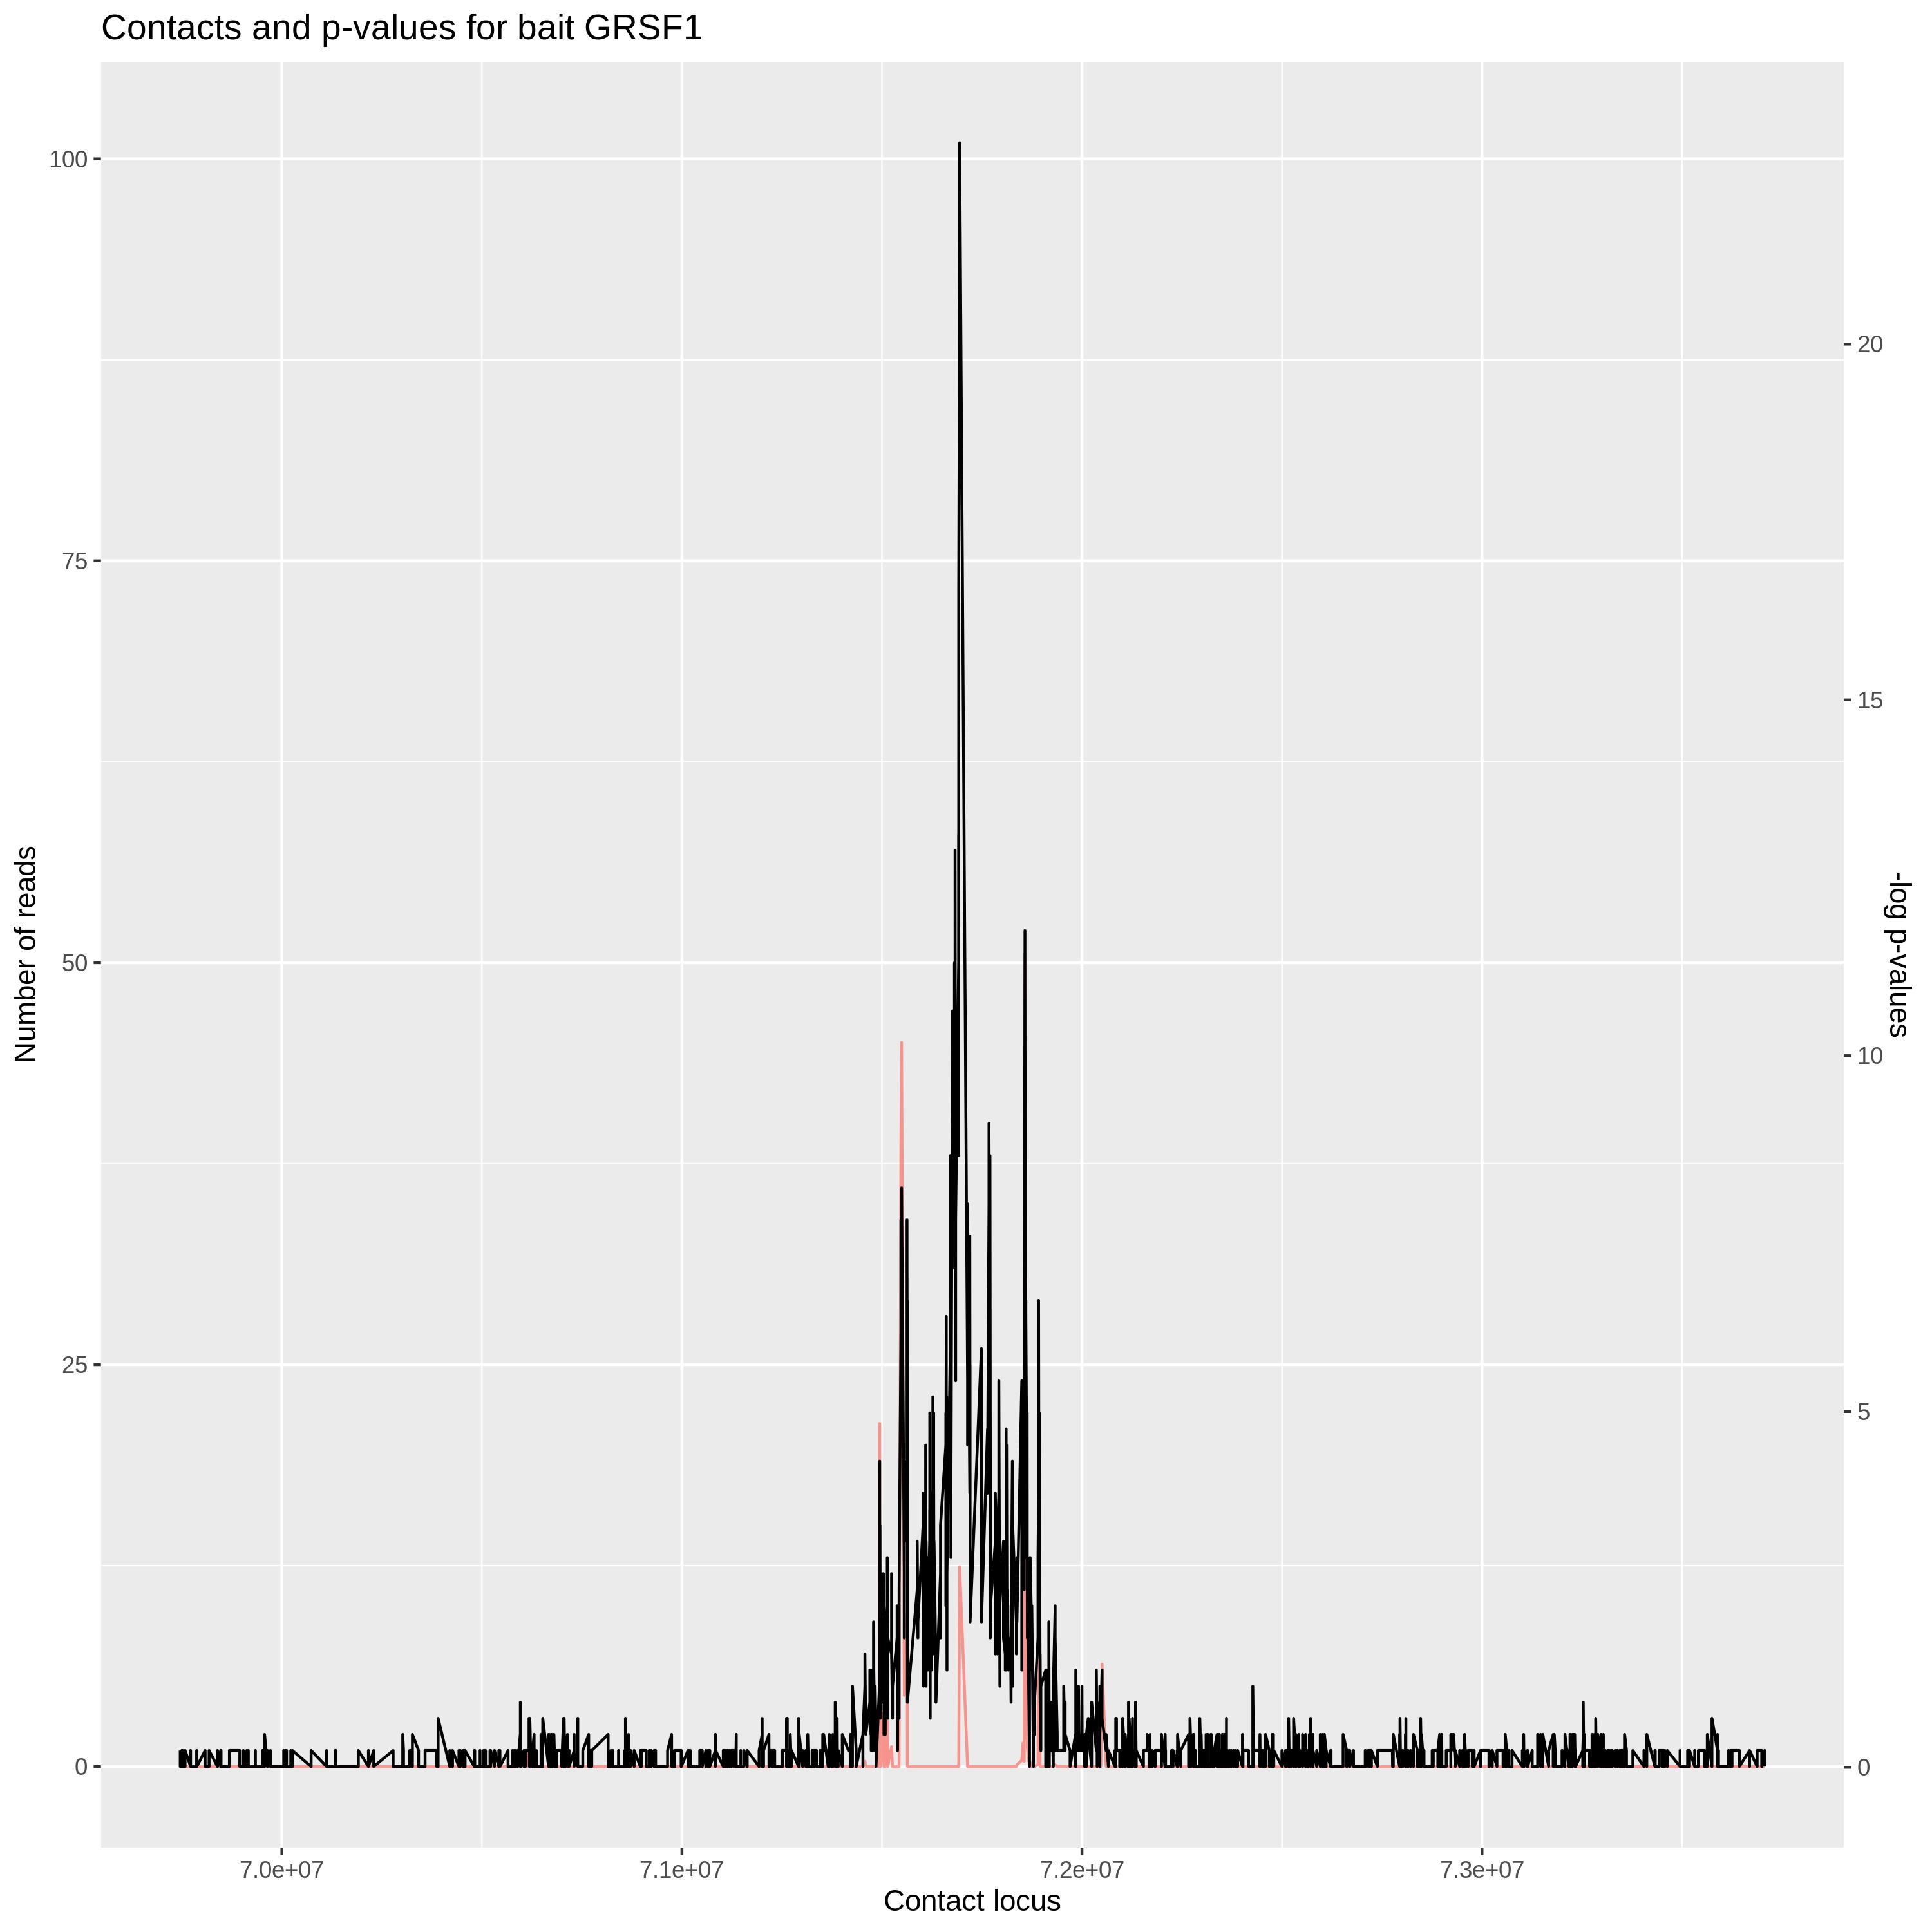 Contacts and p-values for bait GRSF1
100
75
50
25
0
Number of reads
20
15
10
5
0
-log p-values
7.0e+07
7.1e+07
7.2e+07
7.3e+07
Contact locus